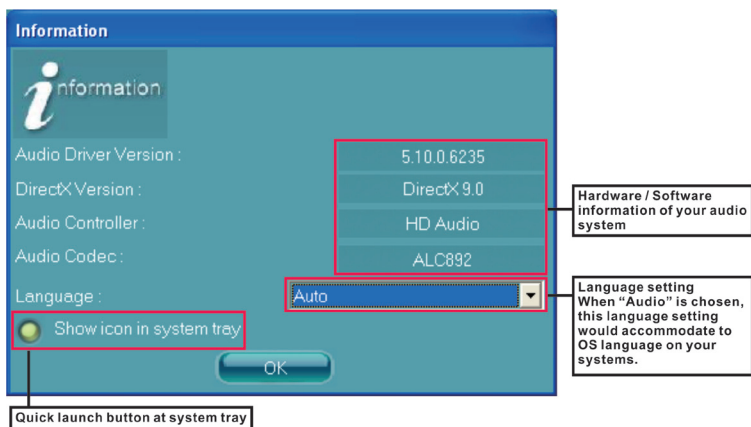 Information
information
Audio Driver Version :
5.10.0.6235
DirectX Version :
DirectX 9.0
Audio Controller :
HD Audio
Audio Codec :
ALC892
Language :
Auto
Show icon in system tray
OK
Hardware / Software
information of your audio
system
Language setting
When “Audio” is chosen,
this language setting
would accommodate to
OS language on your
systems.
Quick launch button at system tray